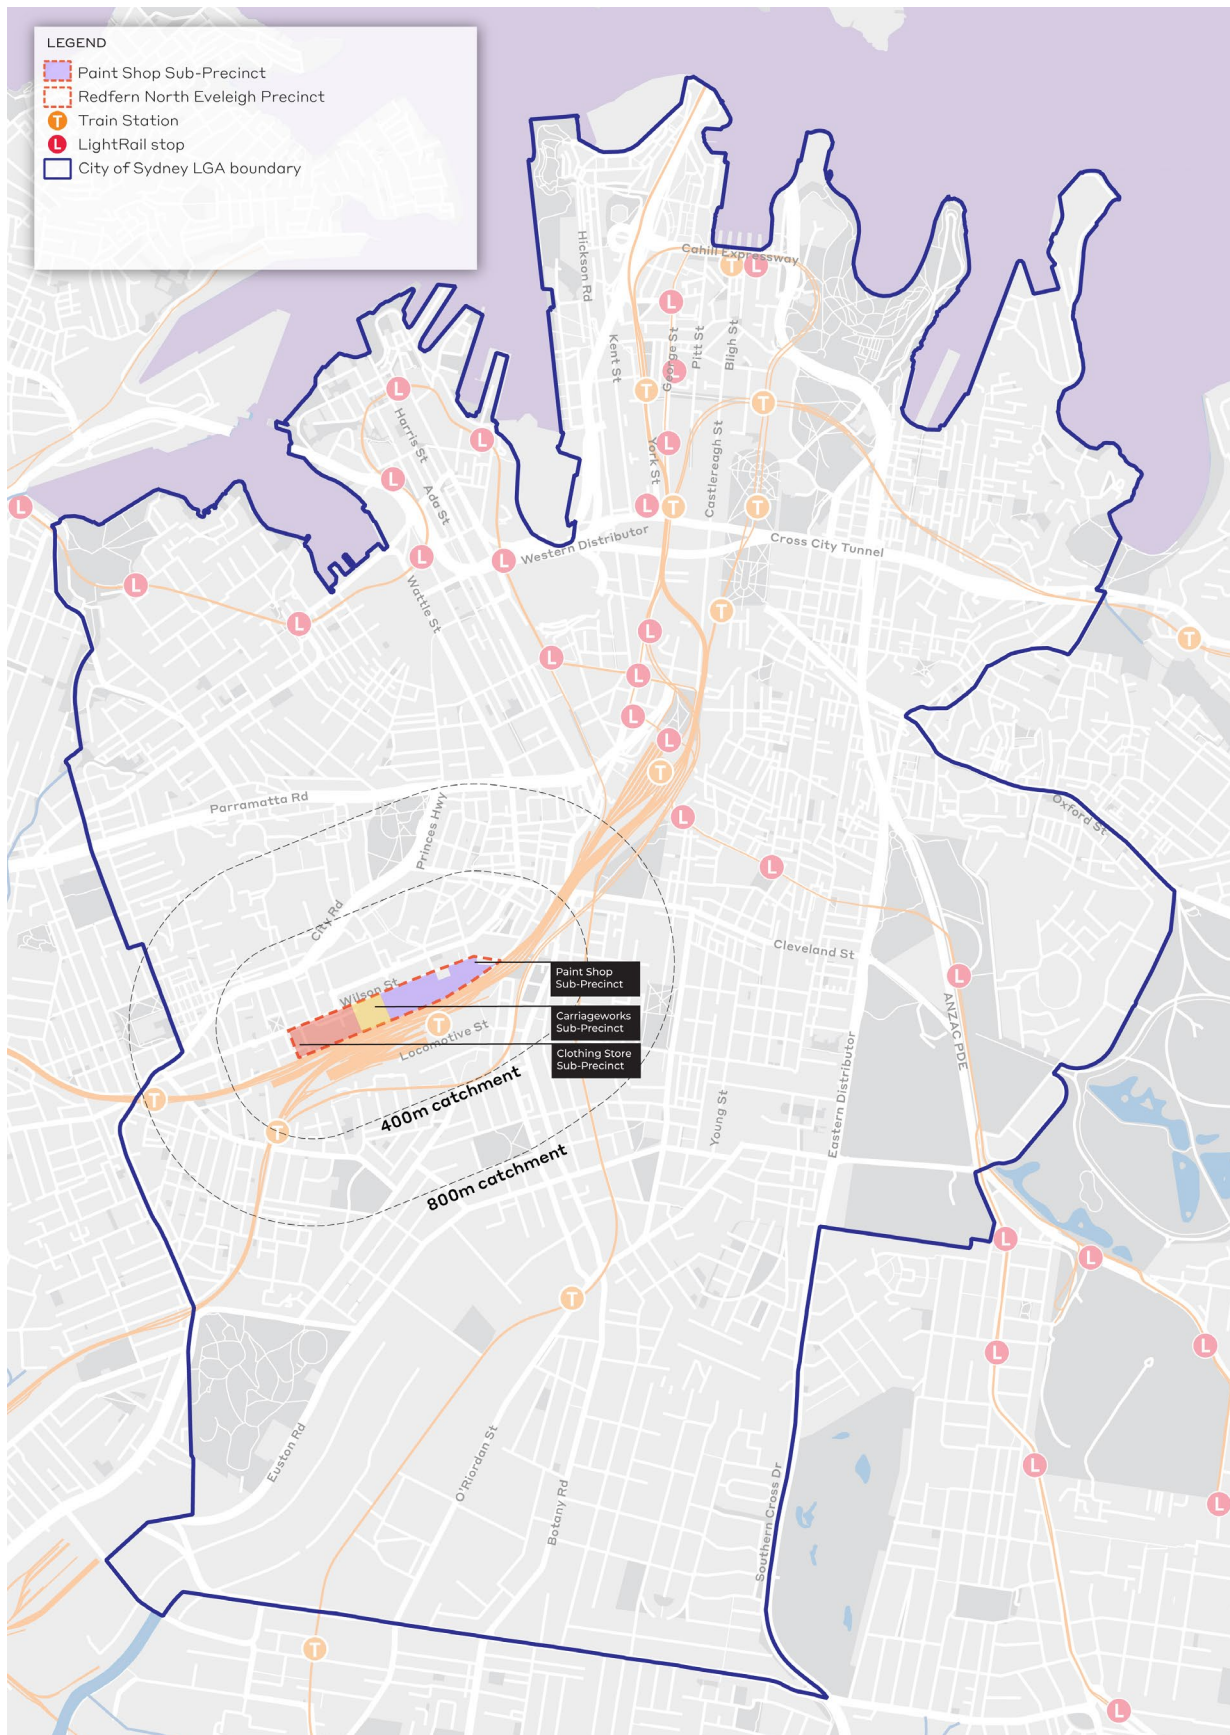 LEGEND
Paint Shop Sub-Precinct
Redfern North Eveleigh Precinct
T Train Station
L LightRail stop
City of Sydney LGA boundary
Hickson Rd
Cahill Expressway
T
L
L
Kent St
George St
Pitt St
Bligh St
L
T
T
L
Harris St
L
L
York St
Castlereagh St
L
Ada St
L
L
T
T
Western Distributor
Cross City Tunnel
L
L
L
Wattle St
T
L
L
T
L
L
L
L
T
Parramatta Rd
Princes Hwy
Oxford St
L
L
City Rd
Cleveland St
Wilson St
Paint Shop
Sub-Precinct
L
Carriageworks
Sub-Precinct
T
Locomotive St
ANZAC PDE
Clothing Store
Sub-Precinct
Eastern Distributor
400m catchment
T
T
Young St
800m catchment
L
L
T
L
L
Euston Rd
O'Riordan St
L
Botany Rd
Southern Cross Dr
L
T
L